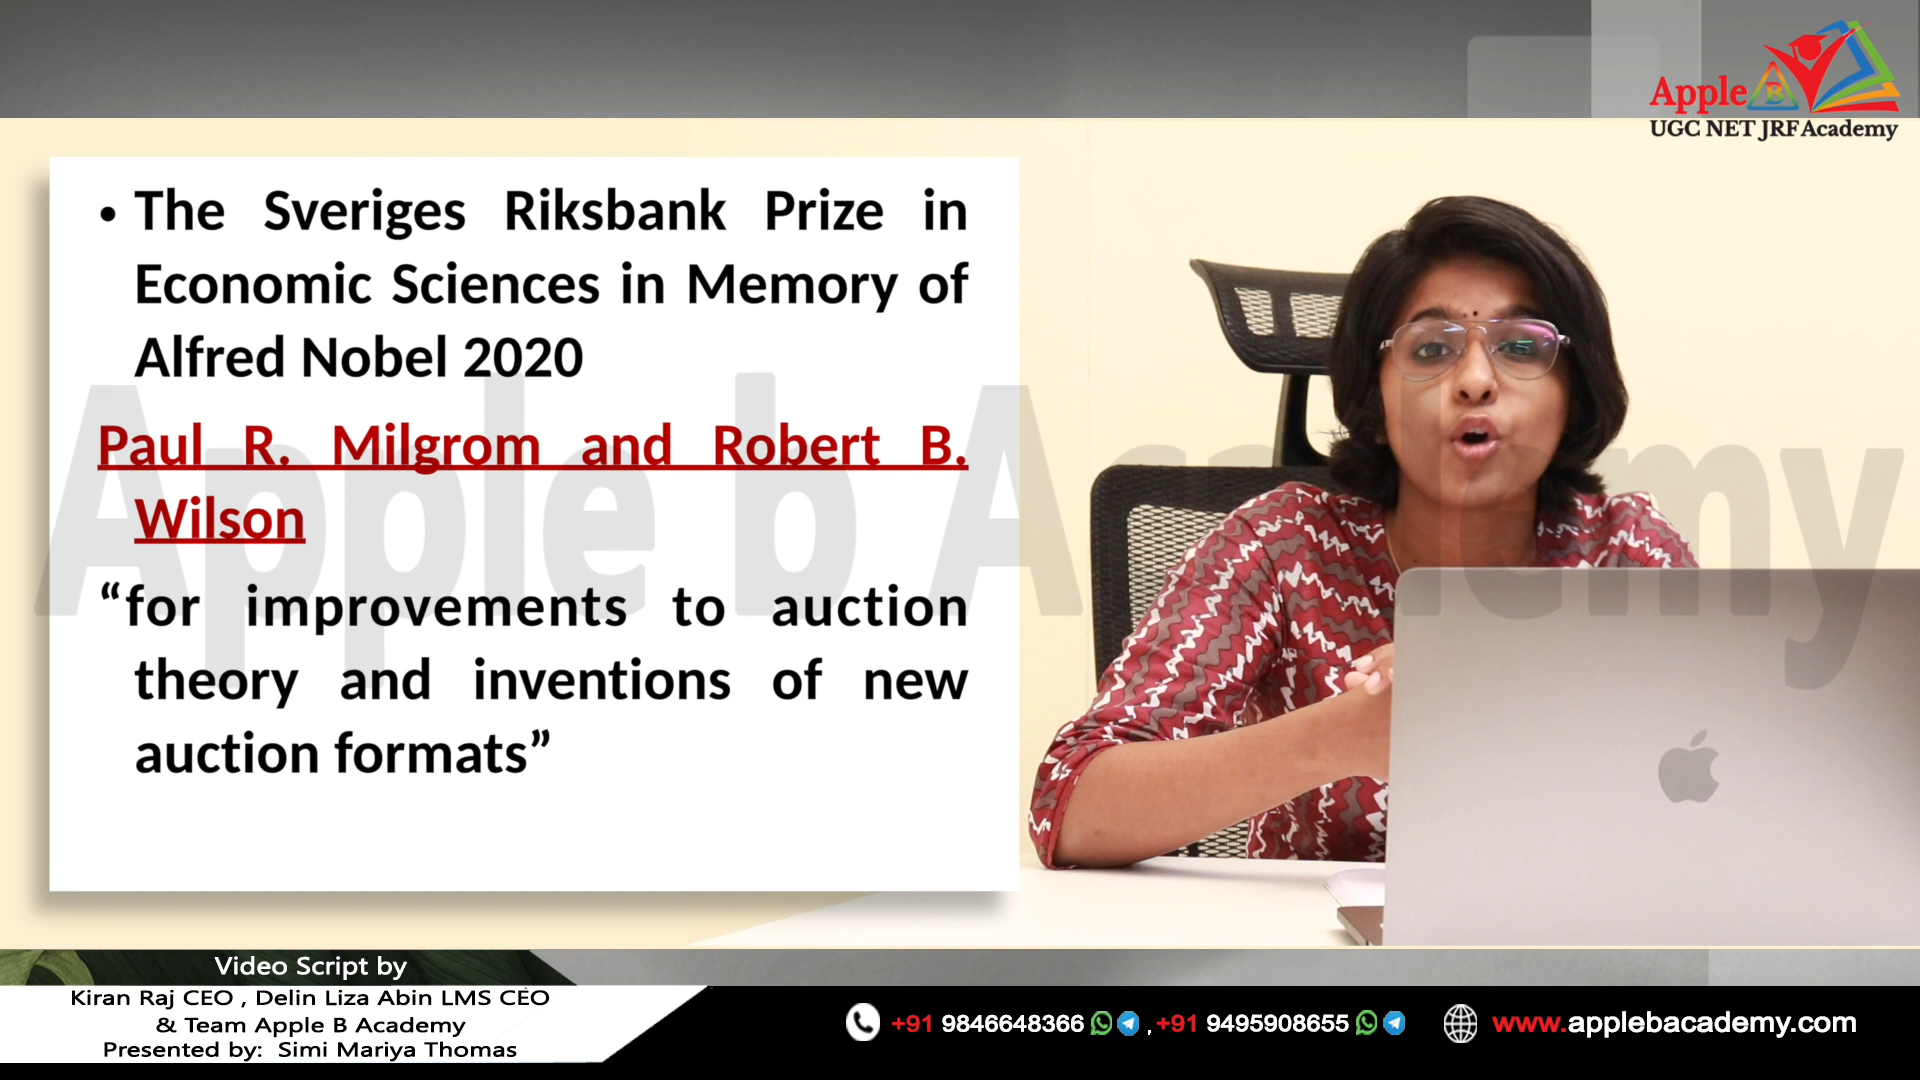 Apple B
UGC NET JRF Academy
• The Sveriges Riksbank Prize in
Economic Sciences in Memory of
Alfred Nobel 2020
Paul R. Milgrom and Robert B.
Wilson
“for improvements to auction
theory and inventions of new
auction formats”
Apple b Academy
Video Script by
Kiran Raj CEO , Delin Liza Abin LMS CEO
& Team Apple B Academy
Presented by: Simi Mariya Thomas
+91 9846648366 , +91 9495908655 www.applebacademy.com